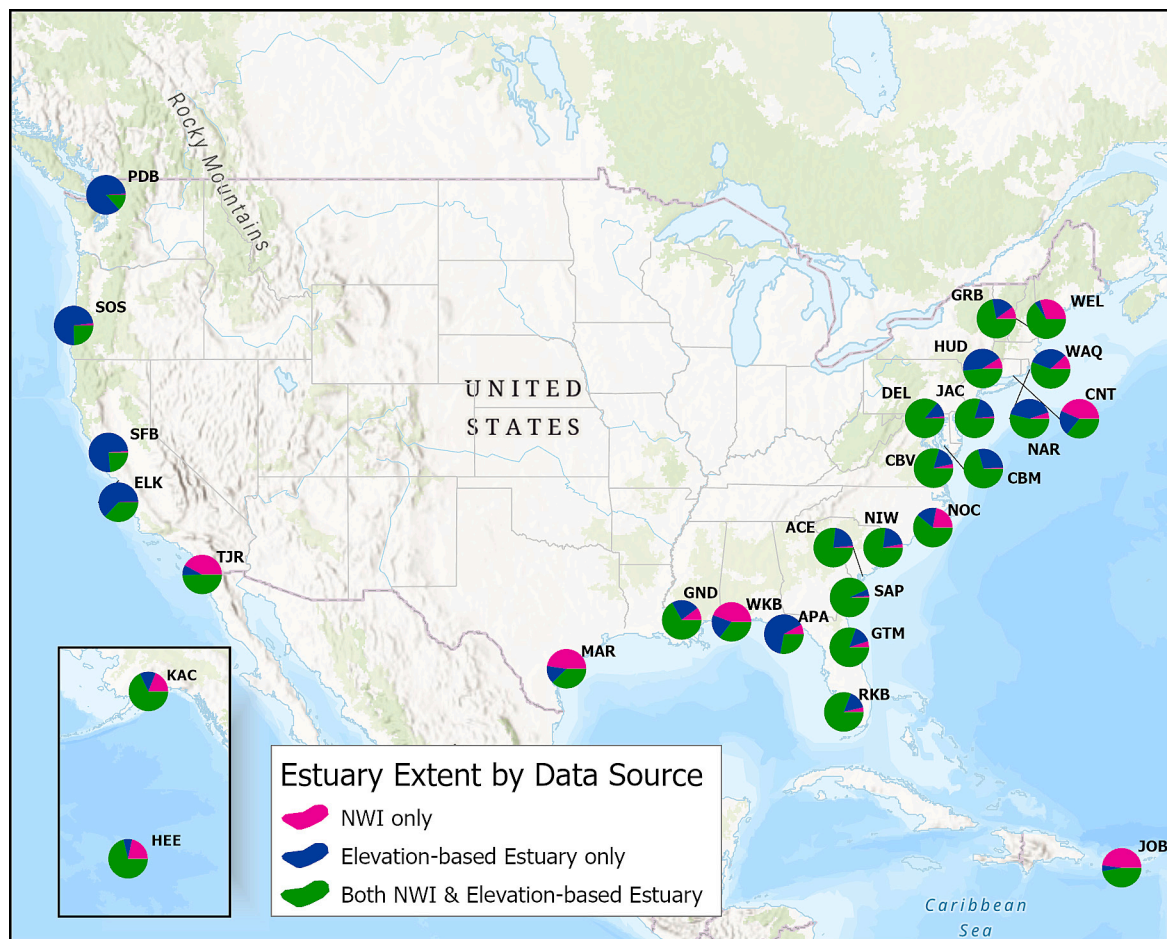 Rocky Mountains
PDB
SOS
SFB
ELK
TJR
UNITED
STATES
GRB
WEL
HUD
WAQ
DEL
JAC
CNT
NAR
CBV
CBM
NOC
ACE
NIW
SAP
GND
WKB
APA
GTM
MAR
RKB
KAC
HEE
Estuary Extent by Data Source
NWI only
Elevation-based Estuary only
Both NWI & Elevation-based Estuary
JOB
Caribbean
Sea